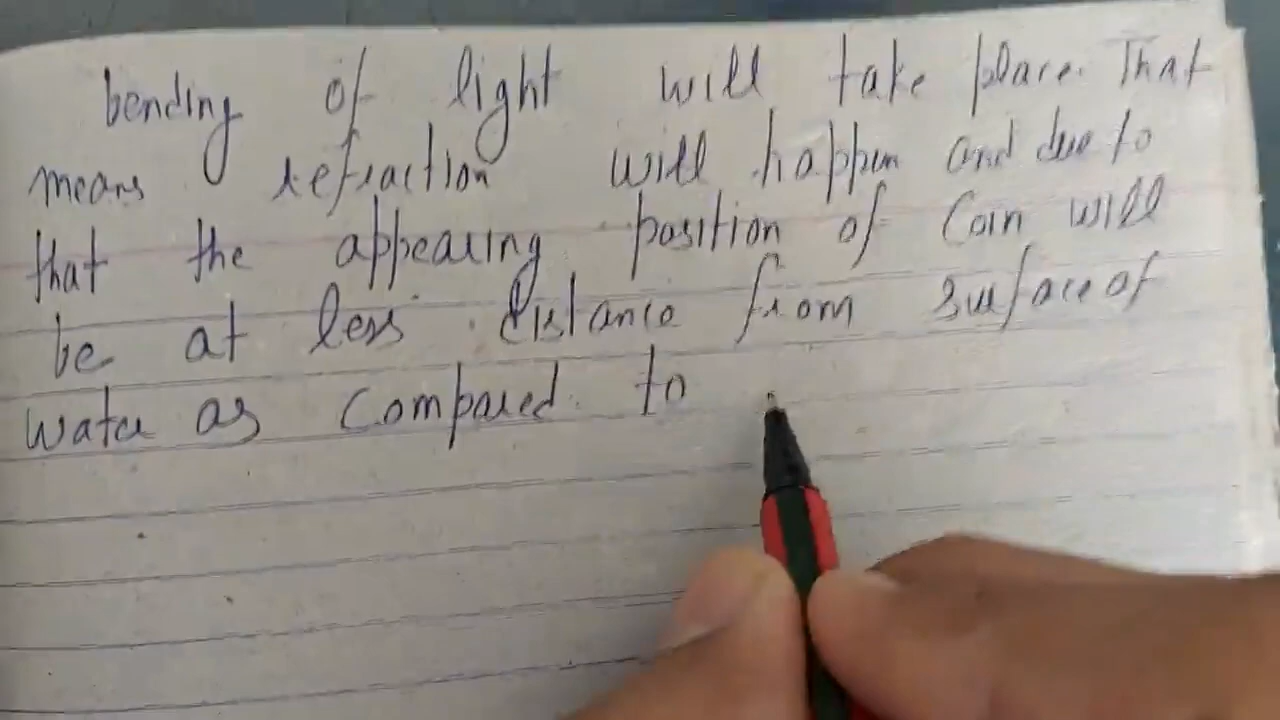 bending of light will take place. That
means refraction will happen and due to
that the appearing position of Coin will
be at less distance from surface of
water as compared to